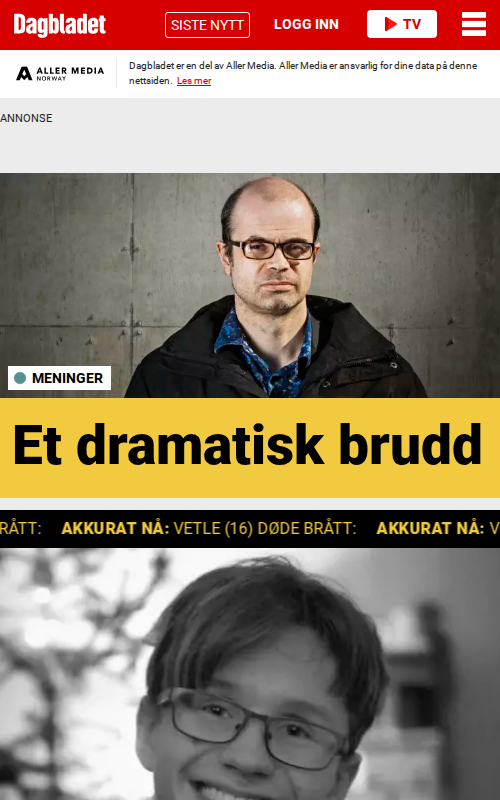 Dagbladet
SISTE NYTT
LOGG INN
TV
ALLER MEDIA
NORWAY
Dagbladet er en del av Aller Media. Aller Media er ansvarlig for dine data på denne
nettsiden. Les mer
ANNONSE
MENINGER
Et dramatisk brudd
RÅTT: AKKURAT NÅ: VETLE (16) DØDE BRÅTT: AKKURAT NÅ: V